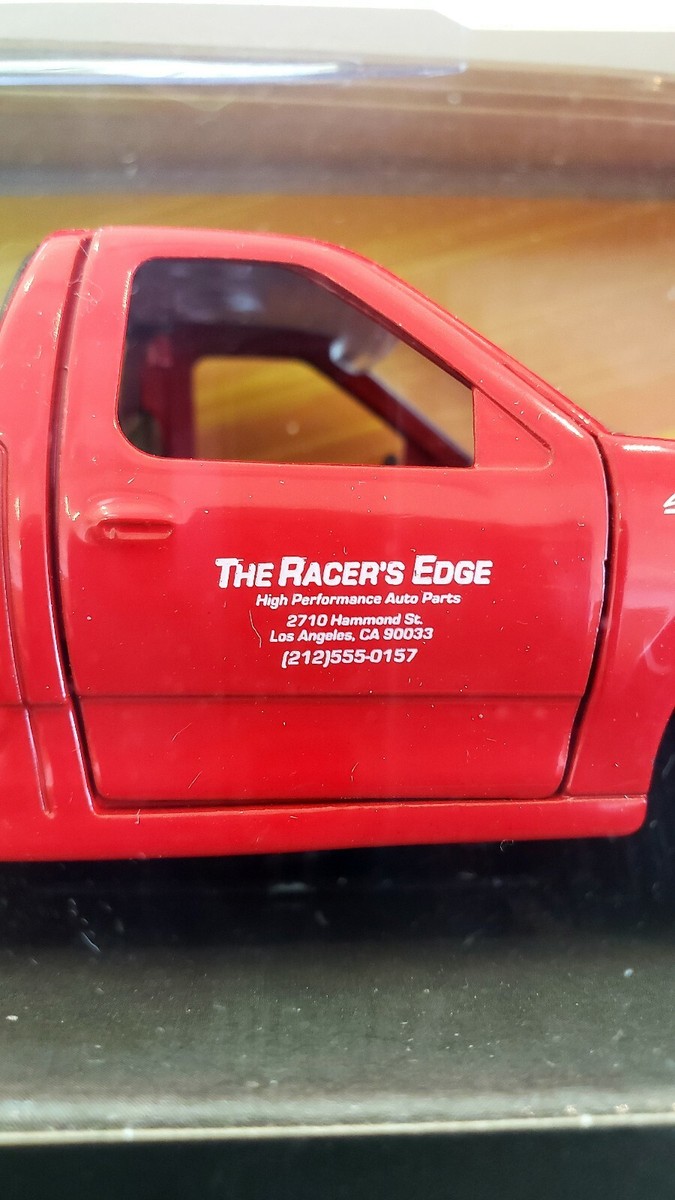 THE RACER'S EDGE
High Performance Auto Parts
2710 Hammond St.
Los Angeles, CA 90033
(212)555-0157